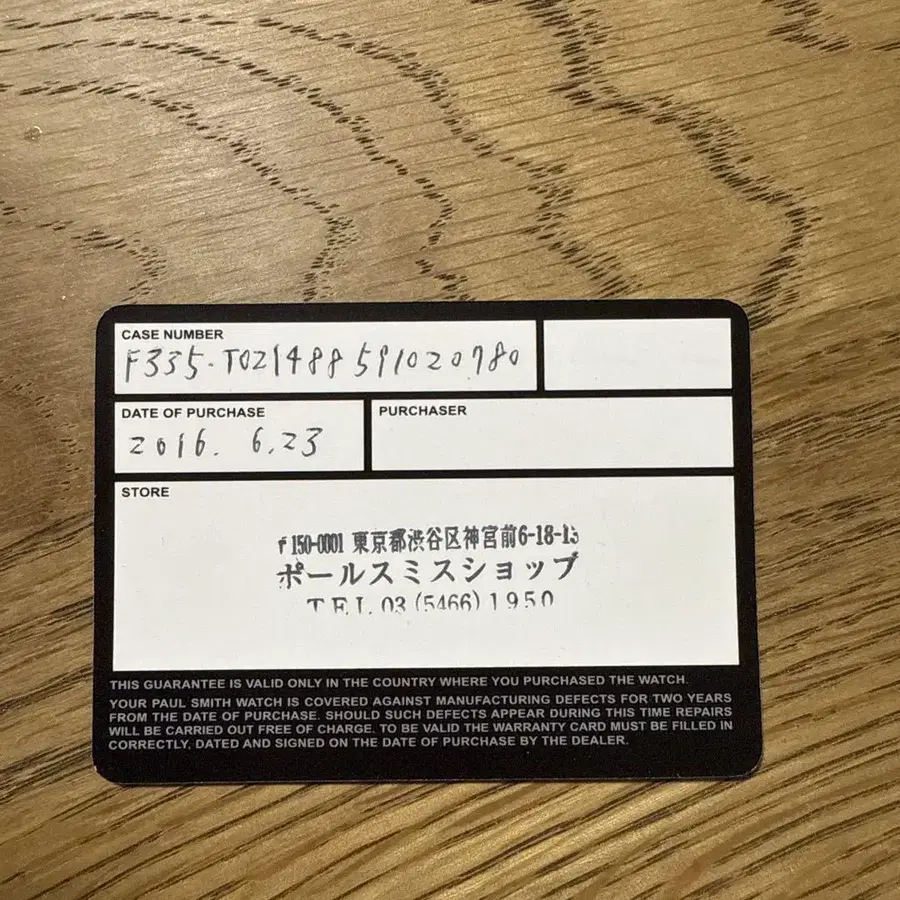 CASE NUMBER
F335-T021488 591020780
DATE OF PURCHASE
2016. 6.23
PURCHASER
STORE
〒150-0001 東京都渋谷区神宮前6-18-13
ポールスミスショップ
TEL 03 (5466) 1950
THIS GUARANTEE IS VALID ONLY IN THE COUNTRY WHERE YOU PURCHASED THE WATCH.
YOUR PAUL SMITH WATCH IS COVERED AGAINST MANUFACTURING DEFECTS FOR TWO YEARS
FROM THE DATE OF PURCHASE. SHOULD SUCH DEFECTS APPEAR DURING THIS TIME REPAIRS
WILL BE CARRIED OUT FREE OF CHARGE. TO BE VALID THE WARRANTY CARD MUST BE FILLED IN
CORRECTLY, DATED AND SIGNED ON THE DATE OF PURCHASE BY THE DEALER.